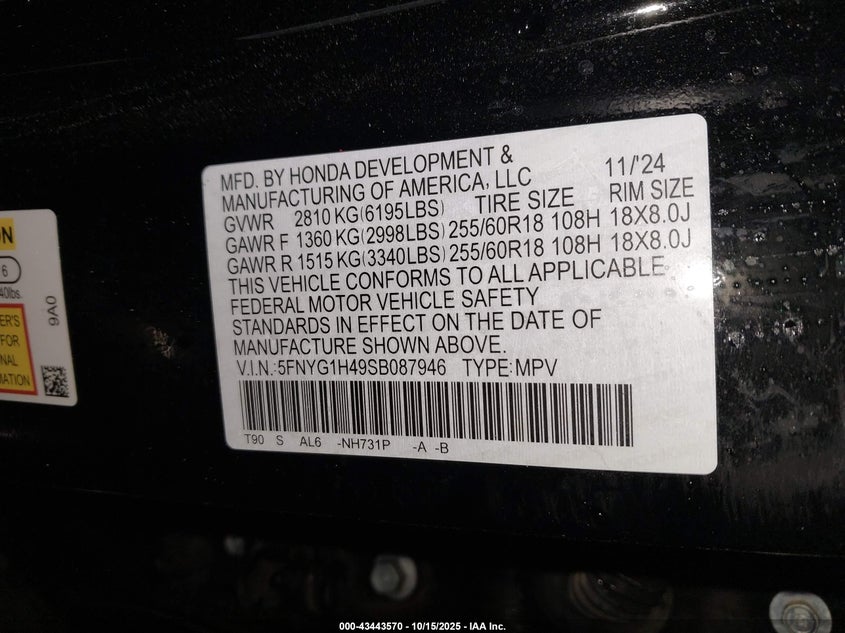 MFD. BY HONDA DEVELOPMENT & 
MANUFACTURING OF AMERICA, LLC 11/'24
GVWR 2810 KG(6195LBS) TIRE SIZE RIM SIZE
GAWR F 1360 KG(2998LBS) 255/60R18 108H 18X8.0J
GAWR R 1515 KG(3340LBS) 255/60R18 108H 18X8.0J
THIS VEHICLE CONFORMS TO ALL APPLICABLE
FEDERAL MOTOR VEHICLE SAFETY
STANDARDS IN EFFECT ON THE DATE OF
MANUFACTURE SHOWN ABOVE.
V.I.N.:5FNYG1H49SB087946 TYPE:MPV
T90 S AL6 -NH731P -A -B
6
40lbs.
9A0
FOR
000-43443570 - 10/15/2025 - IAA Inc.